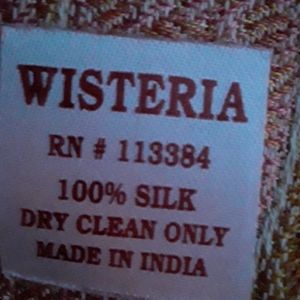 WISTERIA
RN # 113384
100% SILK
DRY CLEAN ONLY
MADE IN INDIA